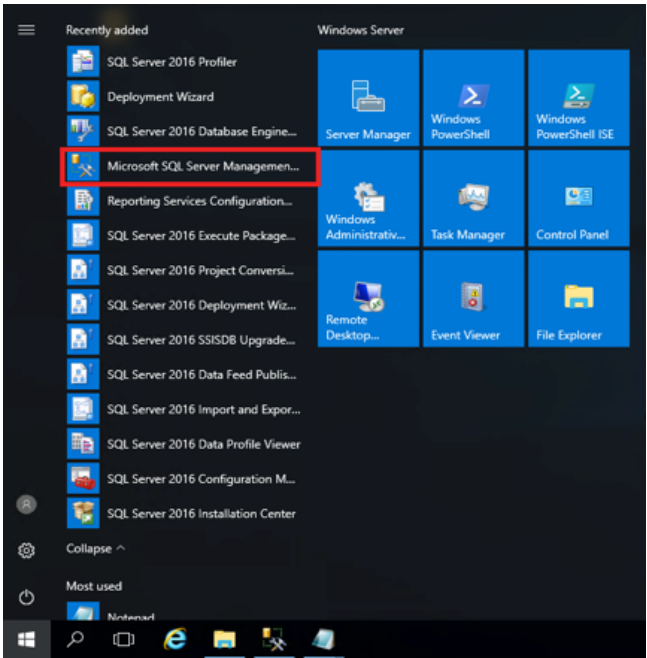 Recently added
SQL Server 2016 Profiler
Deployment Wizard
SQL Server 2016 Database Engine...
Microsoft SQL Server Managemen...
Reporting Services Configuration...
SQL Server 2016 Execute Package...
SQL Server 2016 Project Conversi...
SQL Server 2016 Deployment Wiz...
SQL Server 2016 SSISDB Upgrade...
SQL Server 2016 Data Feed Publis...
SQL Server 2016 Import and Expor...
SQL Server 2016 Data Profile Viewer
SQL Server 2016 Configuration M...
SQL Server 2016 Installation Center
Collapse
Most used
Notepad
Windows Server
Server Manager
Windows
PowerShell
Windows
PowerShell ISE
Windows
Administrativ...
Task Manager
Control Panel
Remote
Desktop...
Event Viewer
File Explorer